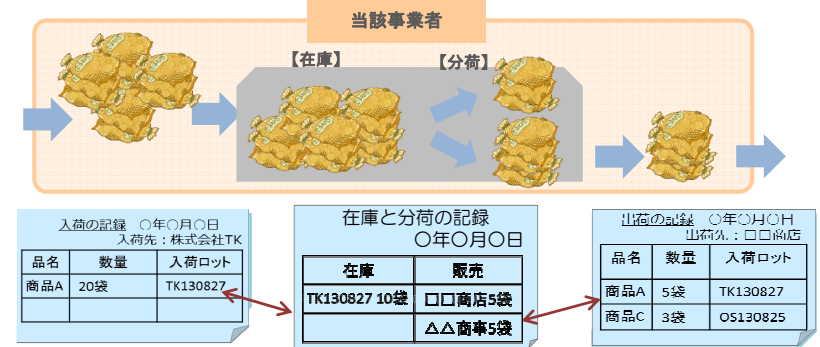 当該事業者
【在庫】
【分荷】
入荷の記録　○年○月○日
入荷先：株式会社TK
品名 数量 入荷ロット
商品A 20袋 TK130827
在庫と分荷の記録
○年○月○日
在庫 販売
TK130827 10袋 □□商店5袋
△△商事5袋
出荷の記録　○年○月○日
出荷先：□□商店
品名 数量 入荷ロット
商品A 5袋 TK130827
商品C 3袋 OS130825